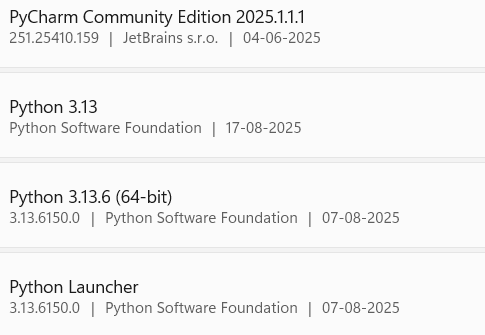 PyCharm Community Edition 2025.1.1.1
251.25410.159 | JetBrains s.r.o. | 04-06-2025
Python 3.13
Python Software Foundation | 17-08-2025
Python 3.13.6 (64-bit)
3.13.6150.0 | Python Software Foundation | 07-08-2025
Python Launcher
3.13.6150.0 | Python Software Foundation | 07-08-2025